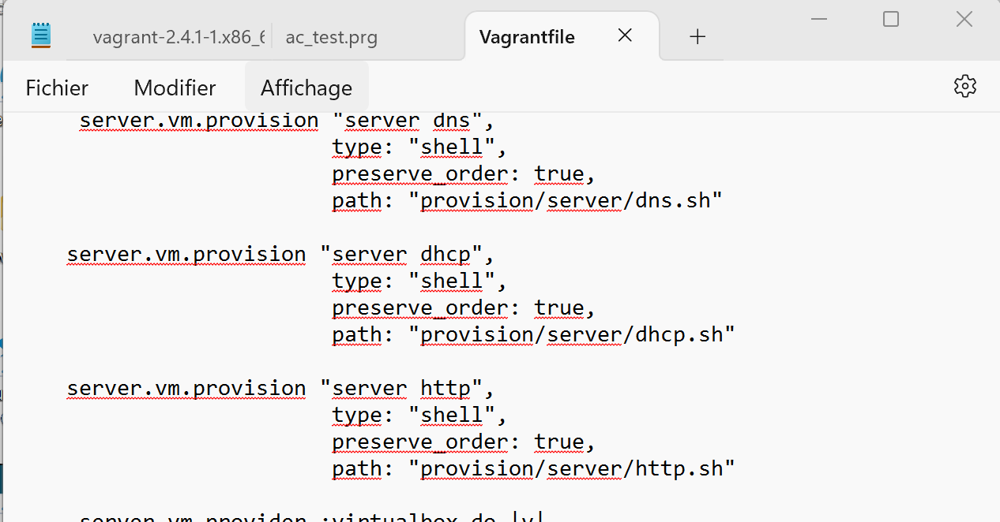 vagrant-2.4.1-1.x86_6 ac_test.prg Vagrantfile
Fichier Modifier Affichage
server.vm.provision "server dns",
type: "shell",
preserve_order: true,
path: "provision/server/dns.sh"
server.vm.provision "server dhcp",
type: "shell",
preserve_order: true,
path: "provision/server/dhcp.sh"
server.vm.provision "server http",
type: "shell",
preserve_order: true,
path: "provision/server/http.sh"
server.vm.provider :virtualbox do |v|